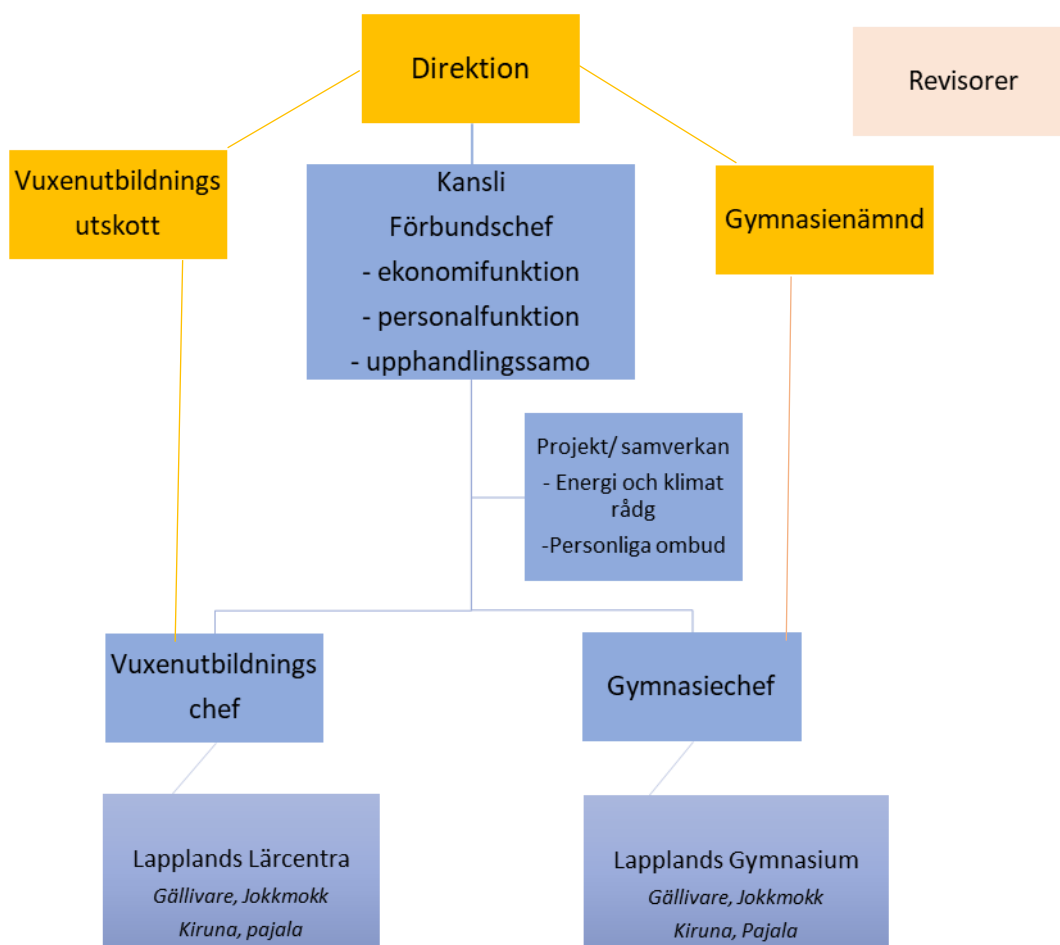 Direktion
Revisorer
Vuxenutbildnings
utskott
Kansli
Förbundschef
- ekonomifunktion
- personalfunktion
- upphandlingssamo
Gymnasienämnd
Projekt/ samverkan
- Energi och klimat
rådg
-Personliga ombud
Vuxenutbildnings
chef
Gymnasiechef
Lapplands Lärcentra
Gällivare, Jokkmokk
Kiruna, pajala
Lapplands Gymnasium
Gällivare, Jokkmokk
Kiruna, Pajala